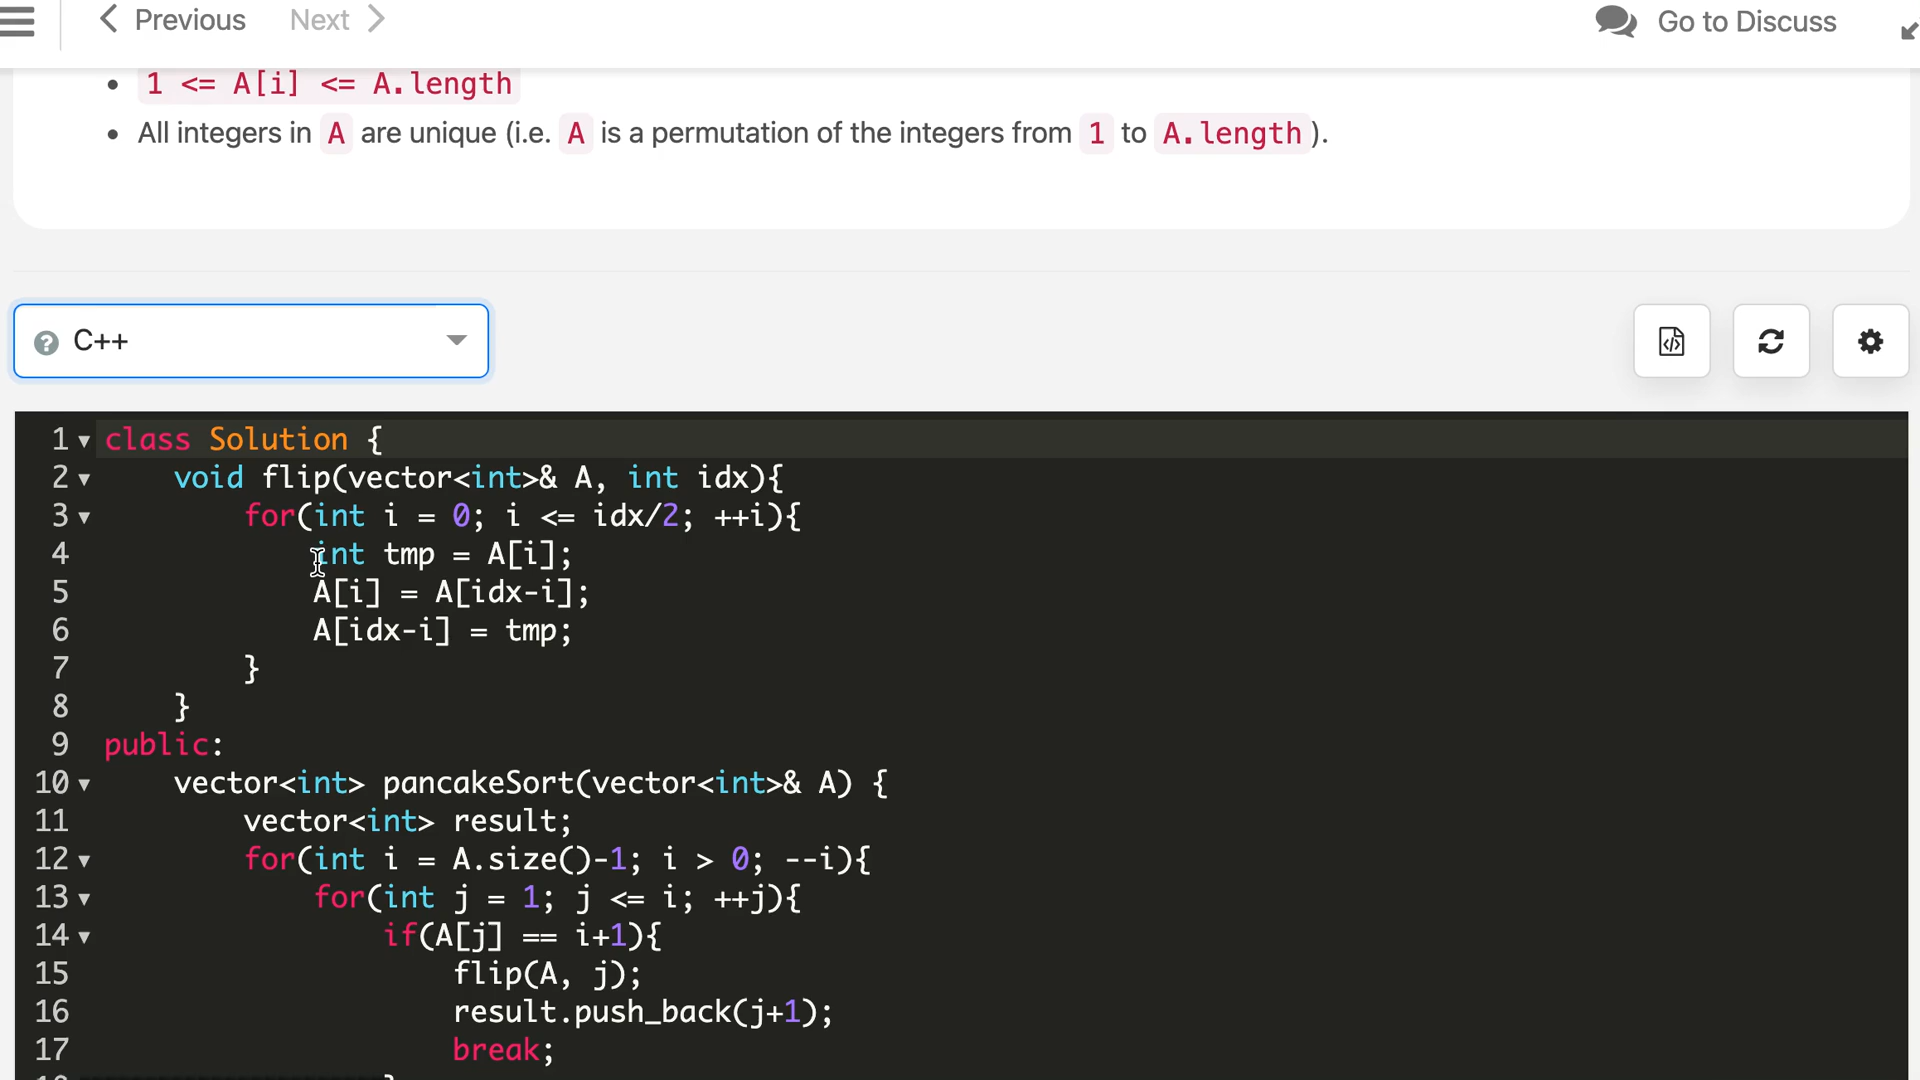 Previous Next Go to Discuss
1 <= A[i] <= A.length
All integers in A are unique (i.e. A is a permutation of the integers from 1 to A.length).
? C++
1 class Solution {
2 void flip(vector<int>& A, int idx){
3 for(int i = 0; i <= idx/2; ++i){
4 int tmp = A[i];
5 A[i] = A[idx-i];
6 A[idx-i] = tmp;
7 }
8 }
9 public:
10 vector<int> pancakeSort(vector<int>& A) {
11 vector<int> result;
12 for(int i = A.size()-1; i > 0; --i){
13 for(int j = 1; j <= i; ++j){
14 if(A[j] == i+1){
15 flip(A, j);
16 result.push_back(j+1);
17 break;